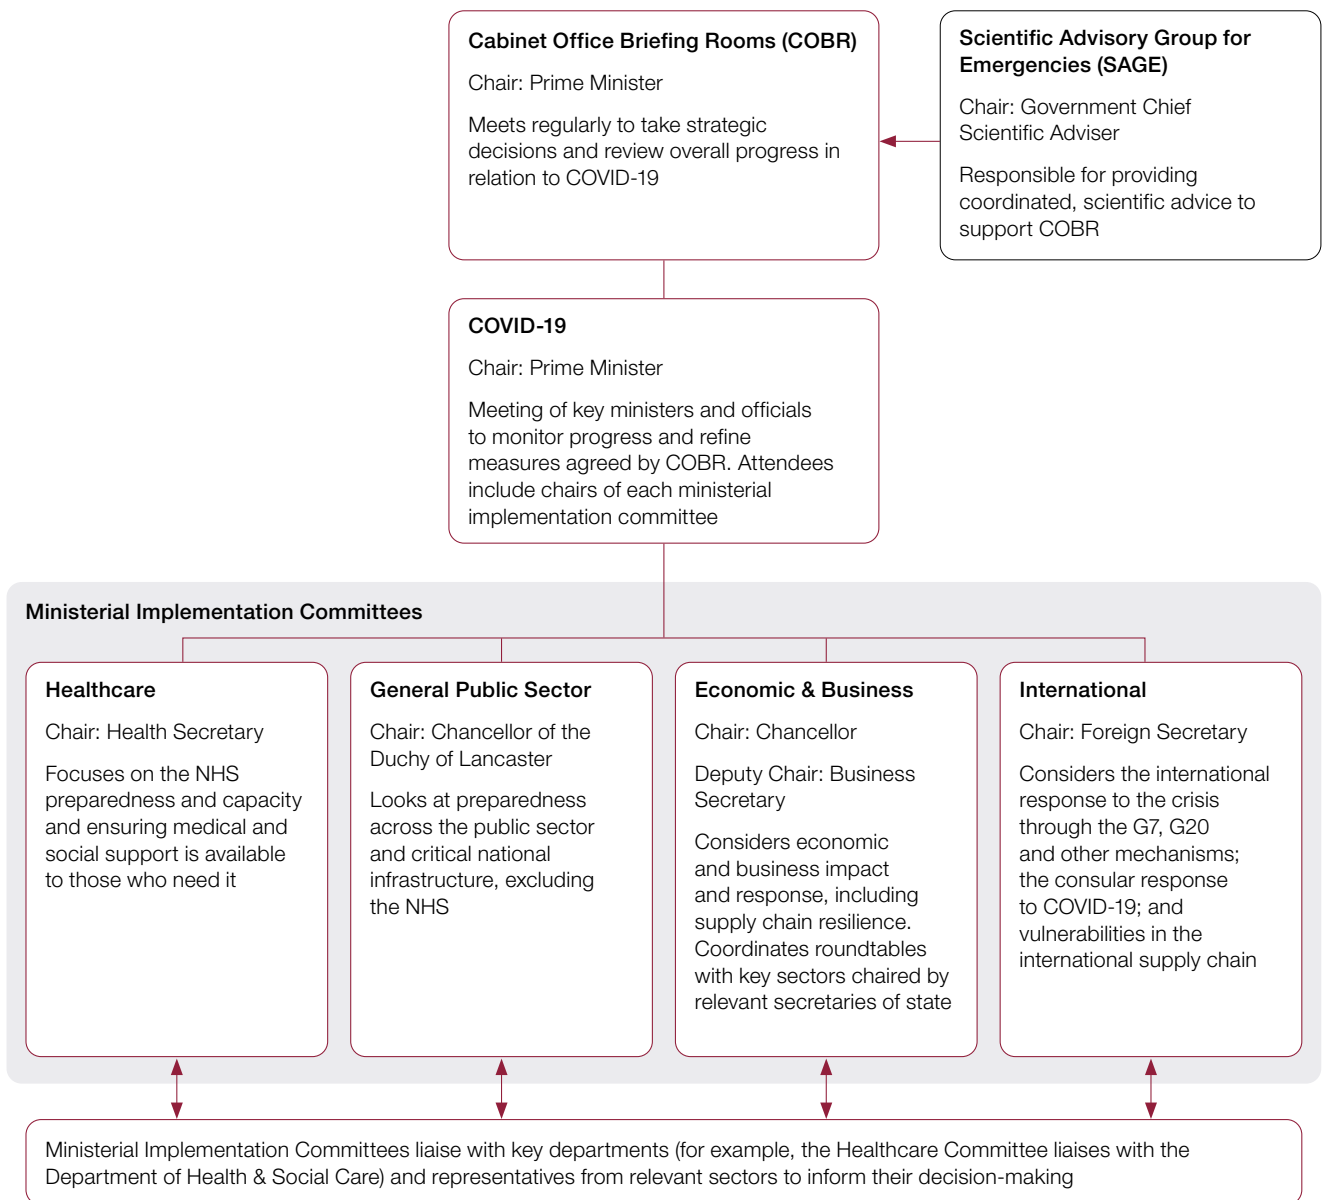 Cabinet Office Briefing Rooms (COBR)
Chair: Prime Minister
Meets regularly to take strategic
decisions and review overall progress in
relation to COVID-19
Scientific Advisory Group for
Emergencies (SAGE)
Chair: Government Chief
Scientific Adviser
Responsible for providing
coordinated, scientific advice to
support COBR
COVID-19
Chair: Prime Minister
Meeting of key ministers and officials
to monitor progress and refine
measures agreed by COBR. Attendees
include chairs of each ministerial
implementation committee
Ministerial Implementation Committees
Healthcare
Chair: Health Secretary
Focuses on the NHS
preparedness and capacity
and ensuring medical and
social support is available
to those who need it
General Public Sector
Chair: Chancellor of the
Duchy of Lancaster
Looks at preparedness
across the public sector
and critical national
infrastructure, excluding
the NHS
Economic & Business
Chair: Chancellor
Deputy Chair: Business
Secretary
Considers economic
and business impact
and response, including
supply chain resilience.
Coordinates roundtables
with key sectors chaired by
relevant secretaries of state
International
Chair: Foreign Secretary
Considers the international
response to the crisis
through the G7, G20
and other mechanisms;
the consular response
to COVID-19; and
vulnerabilities in the
international supply chain
Ministerial Implementation Committees liaise with key departments (for example, the Healthcare Committee liaises with the
Department of Health & Social Care) and representatives from relevant sectors to inform their decision-making